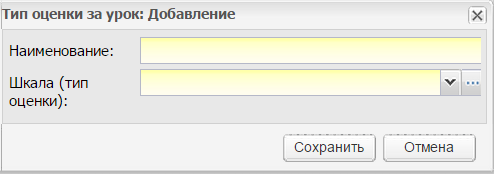 Тип оценки за урок: Добавление
Наименование:
Шкала (тип
оценки):
Сохранить Отмена